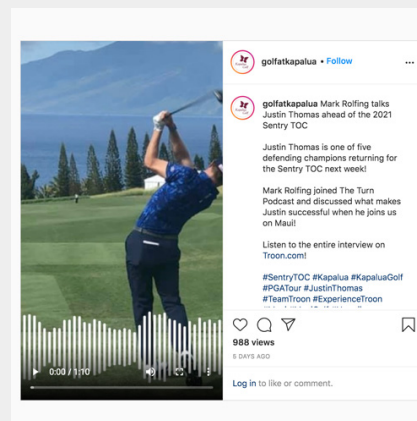 golfatkapalua • Follow
...
golfatkapalua Mark Rolfing talks
Justin Thomas ahead of the 2021
Sentry TOC
Justin Thomas is one of five
defending champions returning for
the Sentry TOC next week!
Mark Rolfing joined The Turn
Podcast and discussed what makes
Justin successful when he joins us
on Maui!
Listen to the entire interview on
Troon.com!
#SentryTOC #Kapalua #KapaluaGolf
#PGATour #JustinThomas
#TeamTroon #ExperienceTroon
988 views
5 DAYS AGO
0:00 / 1:10
Log in to like or comment.